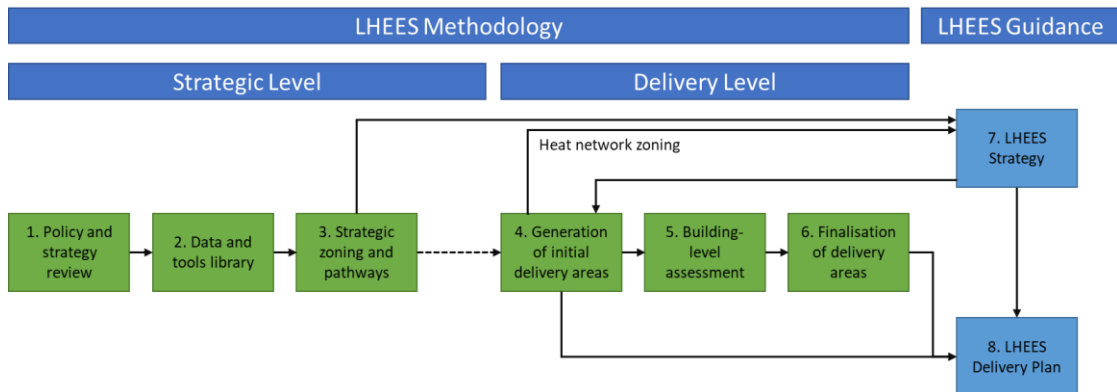 LHEES Methodology
LHEES Guidance
Strategic Level
Delivery Level
Heat network zoning
7. LHEES
Strategy
1. Policy and
strategy
review
2. Data and
tools library
3. Strategic
zoning and
pathways
4. Generation
of initial
delivery areas
5. Building-
level
assessment
6. Finalisation
of delivery
areas
8. LHEES
Delivery Plan